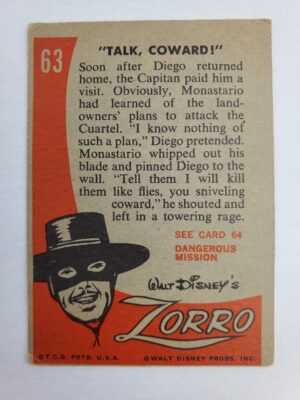 63
"TALK, COWARD!"
Soon after Diego returned
home, the Capitan paid him a
visit. Obviously, Monastario
had learned of the land-
owners' plans to attack the
Cuartel. "I know nothing of
such a plan," Diego pretended.
Monastario whipped out his
blade and pinned Diego to the
wall. "Tell them I will kill
them like flies, you sniveling
coward," he shouted and
left in a towering rage.
SEE CARD 64
DANGEROUS
MISSION
WALT DISNEY'S
ZORRO
©T.C.G. PRTD. U.S.A.
©WALT DISNEY PRODS. INC.